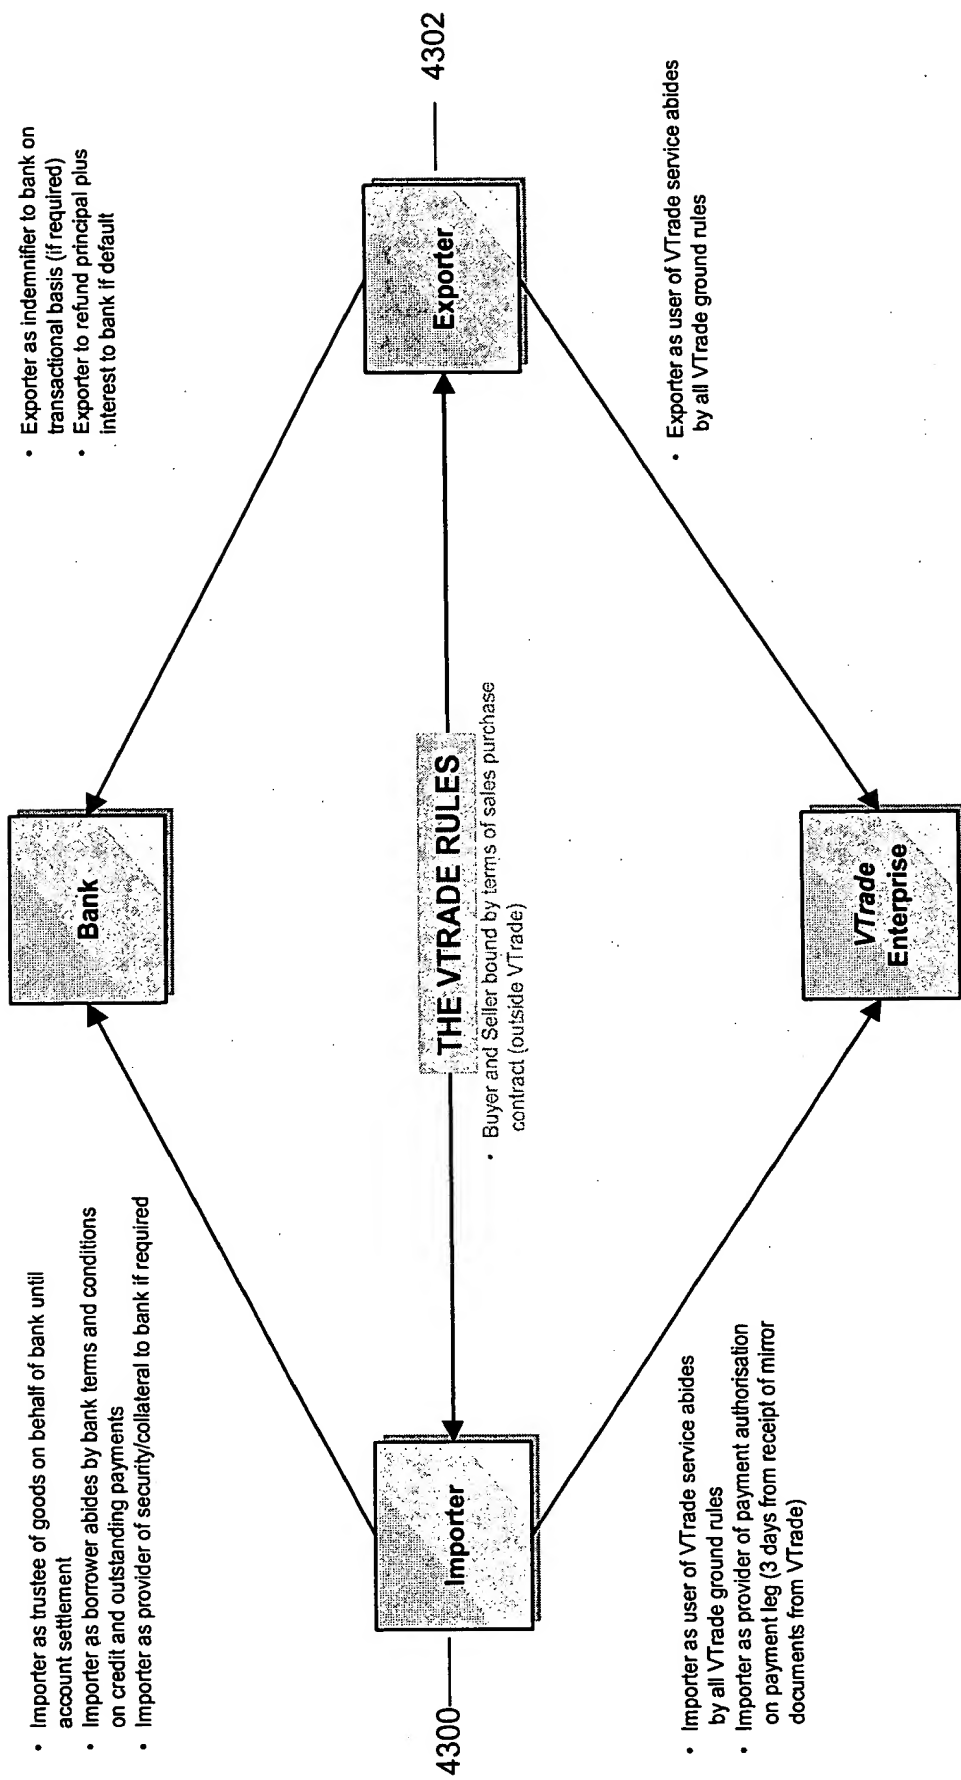 • Importer as trustee of goods on behalf of bank until
account settlement
• Importer as borrower abides by bank terms and conditions
on credit and outstanding payments
• Importer as provider of security/collateral to bank if required
Bank
• Exporter as indemnifier to bank on
transactional basis (if required)
• Exporter to refund principal plus
interest to bank if default
4300
Importer
THE VTRADE RULES
• Buyer and Seller bound by terms of sales purchase
contract (outside VTrade)
Exporter
4302
• Importer as user of VTrade service abides
by all VTrade ground rules
• Importer as provider of payment authorisation
on payment leg (3 days from receipt of mirror
documents from VTrade)
VTrade
Enterprise
• Exporter as user of VTrade service abides
by all VTrade ground rules